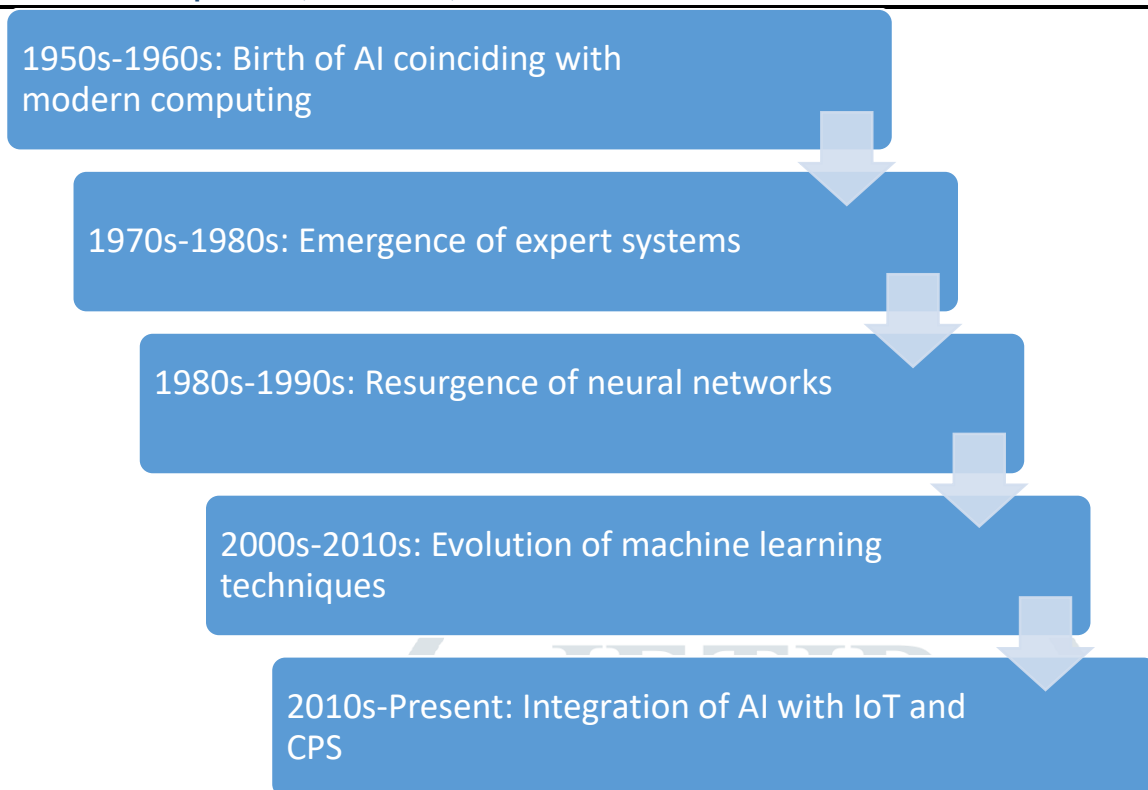 1950s-1960s: Birth of AI coinciding with
modern computing
1970s-1980s: Emergence of expert systems
1980s-1990s: Resurgence of neural networks
2000s-2010s: Evolution of machine learning
techniques
2010s-Present: Integration of AI with IoT and
CPS